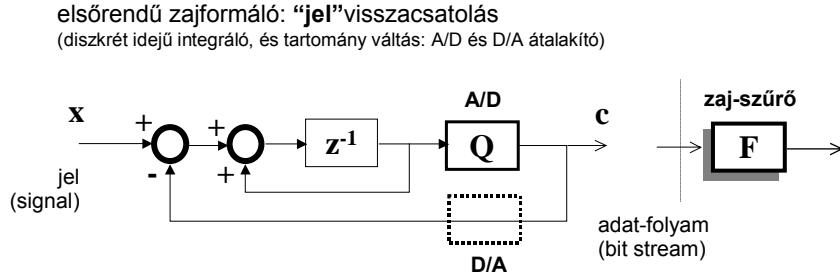 elsőrendű zajformáló: “jel”visszacsatolás
(diszkrét idejű integráló, és tartomány váltás: A/D és D/A átalakító)
x
+
-
+
+
z-1
A/D
Q
c
zaj-szűrő
F
jel
(signal)
D/A
adat-folyam
(bit stream)